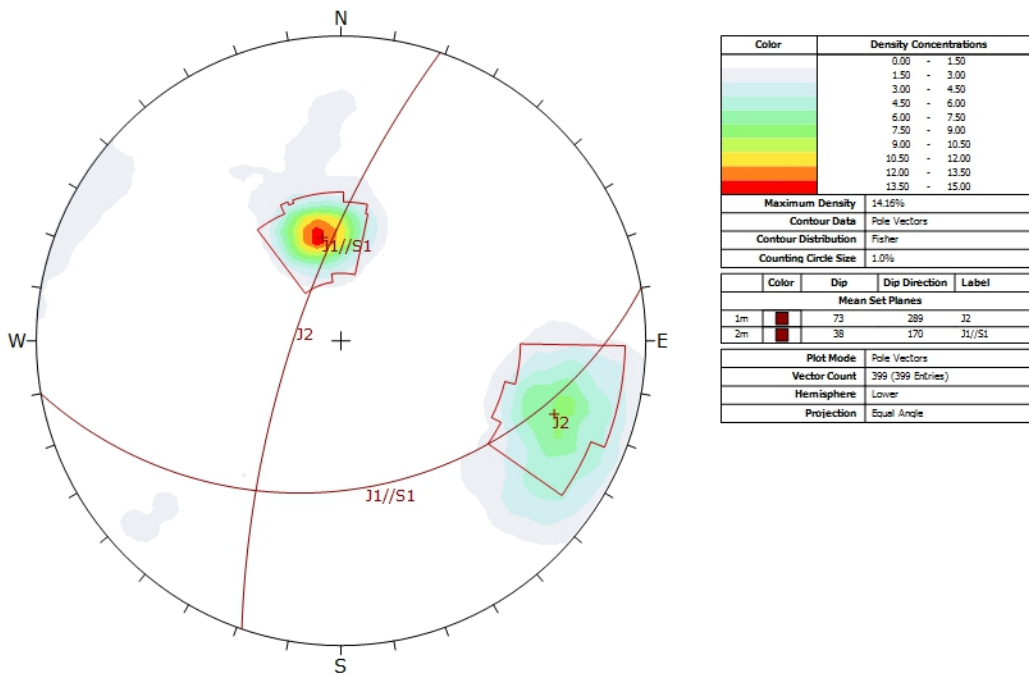 N
W
E
S
J1//S1
J2
J2
J1//S1
Color Density Concentrations
0.00 - 1.50
1.50 - 3.00
3.00 - 4.50
4.50 - 6.00
6.00 - 7.50
7.50 - 9.00
9.00 - 10.50
10.50 - 12.00
12.00 - 13.50
13.50 - 15.00
Maximum Density 14.16%
Contour Data Pole Vectors
Contour Distribution Fisher
Counting Circle Size 1.0%
Color Dip Dip Direction Label
Mean Set Planes
1m 73 289 J2
2m 38 170 J1//S1
Plot Mode Pole Vectors
Vector Count 399 (399 Entries)
Hemisphere Lower
Projection Equal Angle